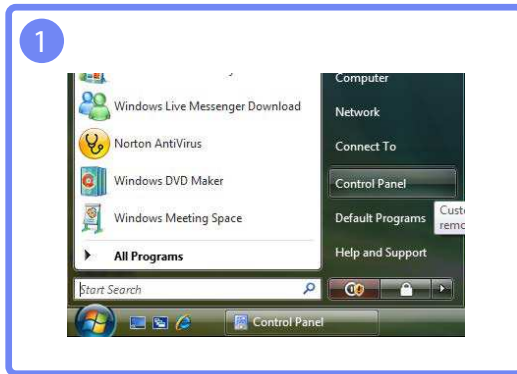 1
Windows Live Messenger Download
Norton AntiVirus
Windows DVD Maker
Windows Meeting Space
All Programs
Start Search
Computer
Network
Connect To
Control Panel
Default Programs
Help and Support
Control Panel